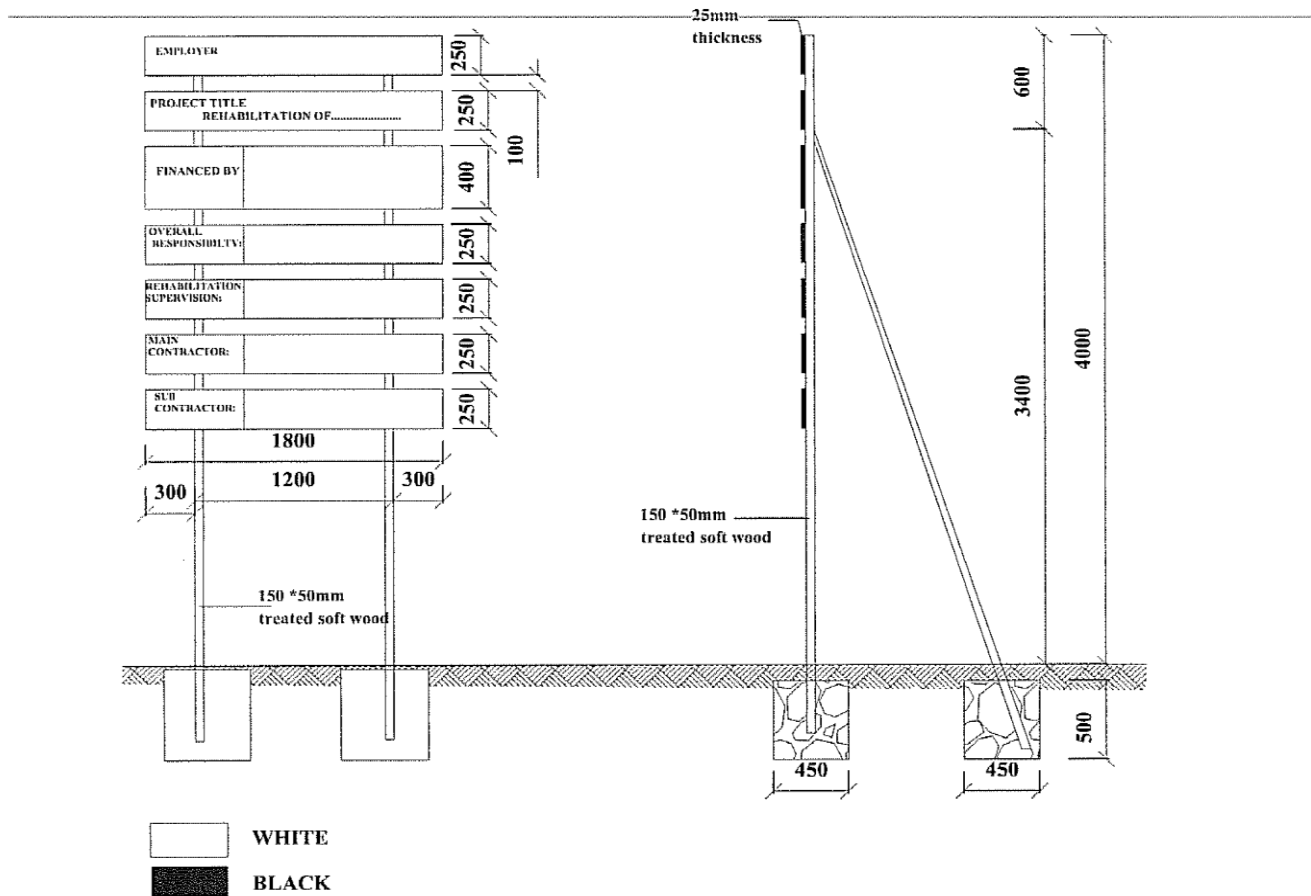 EMPLOYER
250
PROJECT TITLE
REHABILITATION OF........................
250
100
FINANCED BY
400
OVERALL
RESPONSIBILTY:
250
REHABILITATION
SUPERVISION:
250
MAIN
CONTRACTOR:
250
SUB
CONTRACTOR:
250
1800
300
1200
300
150 *50mm
treated soft wood
25mm
thickness
600
4000
3400
150 *50mm
treated soft wood
500
450
450
WHITE
BLACK